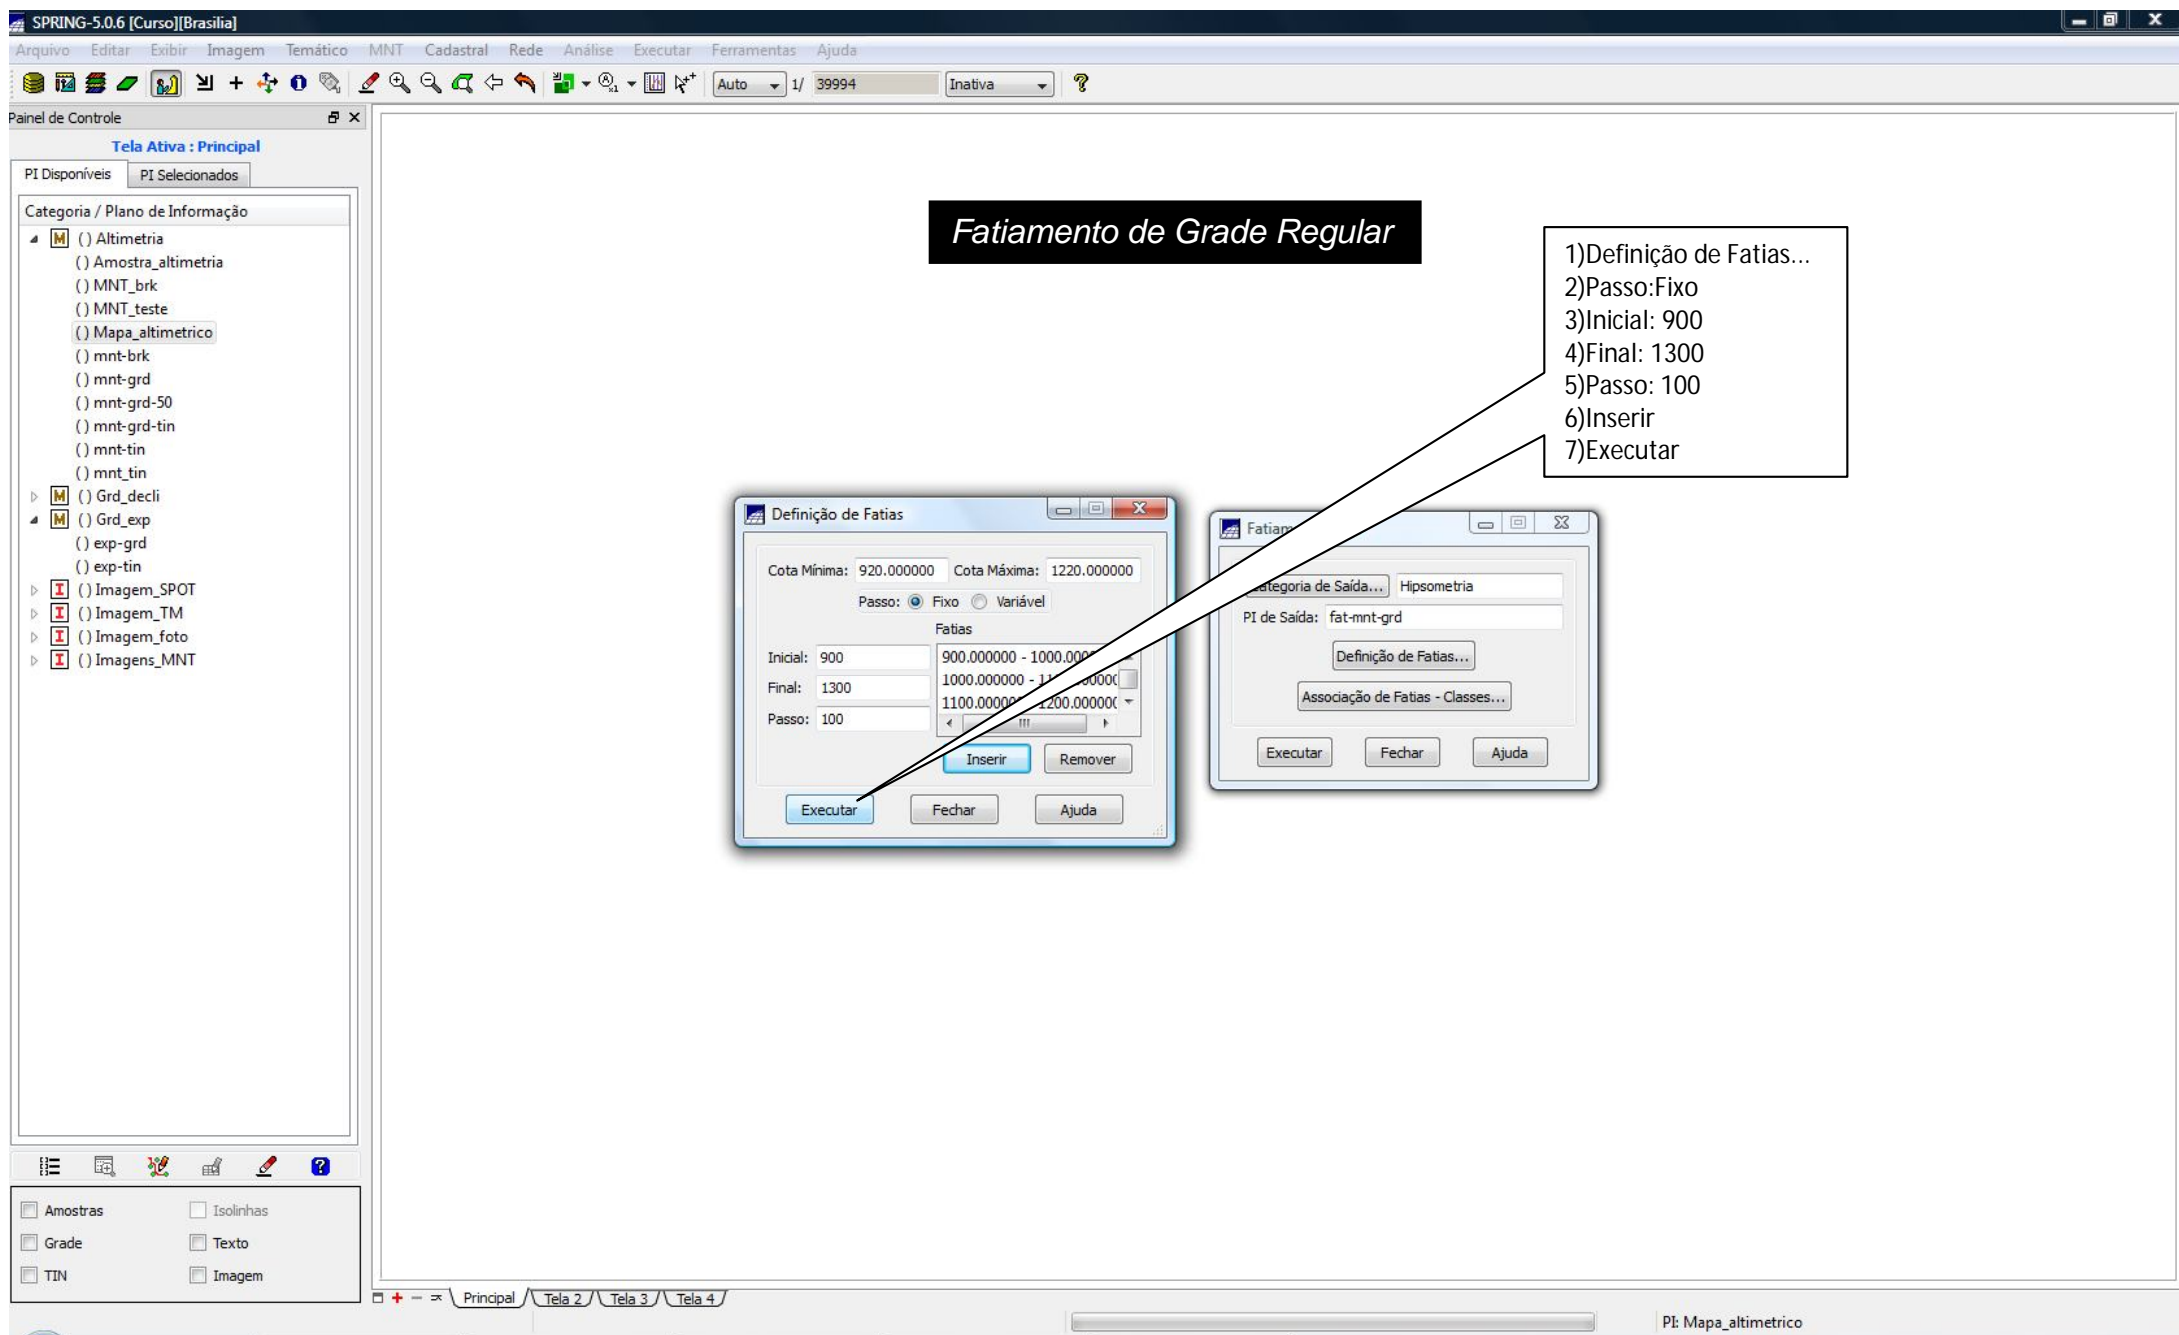 SPRING-5.0.6 [Curso][Brasilia]
Arquivo Editar Exibir Imagem Temático MNT Cadastral Rede Análise Executar Ferramentas Ajuda
Auto 1/ 39994 Inativa
Painel de Controle
Tela Ativa : Principal
PI Disponíveis PI Selecionados
Categoria / Plano de Informação
M () Altimetria
() Amostra_altimetria
() MNT_brk
() MNT_teste
() Mapa_altimetrico
() mnt-brk
() mnt-grd
() mnt-grd-50
() mnt-grd-tin
() mnt-tin
() mnt_tin
M () Grd_decli
M () Grd_exp
() exp-grd
() exp-tin
I () Imagem_SPOT
I () Imagem_TM
I () Imagem_foto
I () Imagens_MNT
Amostras Isolinhas
Grade Texto
TIN Imagem
Fatiamento de Grade Regular
1)Definição de Fatias...
2)Passo:Fixo
3)Inicial: 900
4)Final: 1300
5)Passo: 100
6)Inserir
7)Executar
Definição de Fatias
Cota Mínima: 920.000000 Cota Máxima: 1220.000000
Passo: Fixo Variável
Fatias
Inicial: 900
Final: 1300
Passo: 100
900.000000 -
1000.000000 -
1200.000000
Inserir Remover
Executar Fechar Ajuda
Categoria de Saída... Hipsometria
PI de Saída: fat-mnt-grd
Definição de Fatias...
Associação de Fatias - Classes...
Executar Fechar Ajuda
Principal Tela 2 Tela 3 Tela 4
PI: Mapa_altimetrico